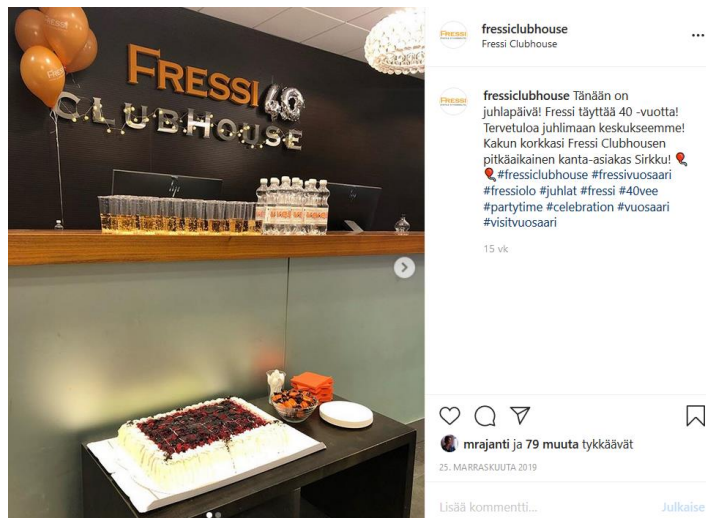 FRESSI 40
CLUBHOUSE
fressiclubhouse
Fressi Clubhouse
FRESSI
fressiclubhouse Tänään on
juhlapäivä! Fressi täyttää 40 -vuotta!
Tervetuloa juhlimaan keskukseemme!
Kakun korkkasi Fressi Clubhousen
pitkäaikainen kanta-asiakas Sirkku! 🎈
🎈#fressiclubhouse #fressivuosaari
#fressiolo #juhlat #fressi #40vee
#partytime #celebration #vuosaari
#visitvuosaari
15 vk
mrajanti ja 79 muuta tykkäävät
25. MARRASKUUTA 2019
Lisää kommentti...
Julkaise